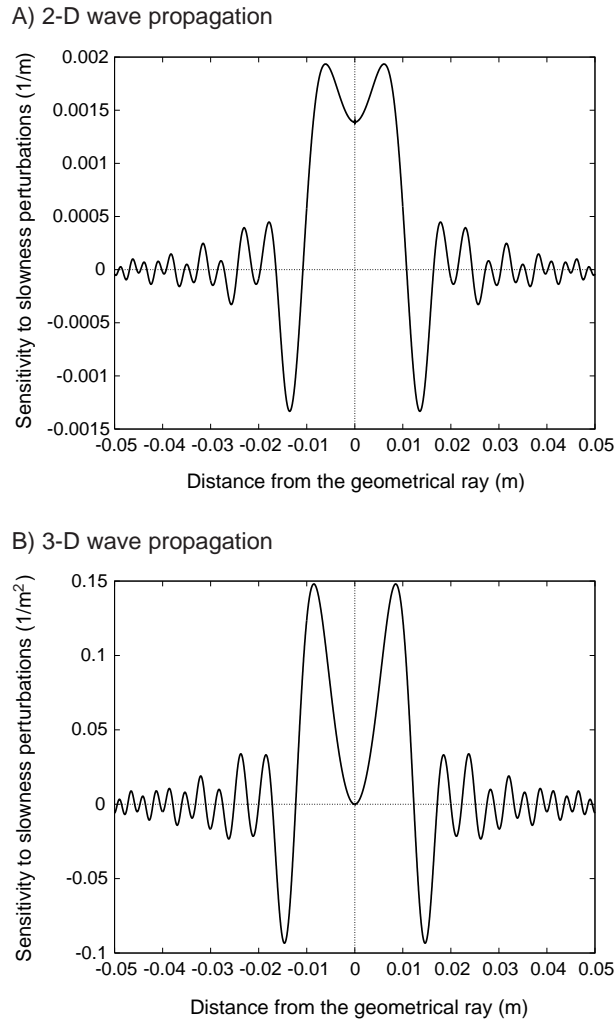 A) 2-D wave propagation
Sensitivity to slowness perturbations (1/m)
0.002
0.0015
0.001
0.0005
0
-0.0005
-0.001
-0.0015
-0.05 -0.04 -0.03 -0.02 -0.01 0 0.01 0.02 0.03 0.04 0.05
Distance from the geometrical ray (m)
B) 3-D wave propagation
Sensitivity to slowness perturbations (1/m²)
0.15
0.1
0.05
0
-0.05
-0.1
-0.05 -0.04 -0.03 -0.02 -0.01 0 0.01 0.02 0.03 0.04 0.05
Distance from the geometrical ray (m)